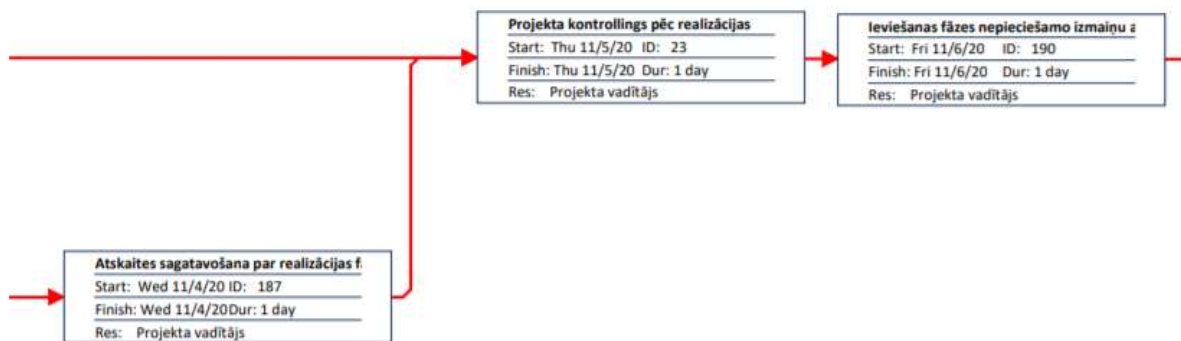 Projekta kontrollings pēc realizācijas
Start: Thu 11/5/20 ID: 23
Finish: Thu 11/5/20 Dur: 1 day
Res: Projekta vadītājs
Ieviešanas fāzes nepieciešamo izmaiņu a
Start: Fri 11/6/20 ID: 190
Finish: Fri 11/6/20 Dur: 1 day
Res: Projekta vadītājs
Atskaites sagatavošana par realizācijas f
Start: Wed 11/4/20 ID: 187
Finish: Wed 11/4/20 Dur: 1 day
Res: Projekta vadītājs